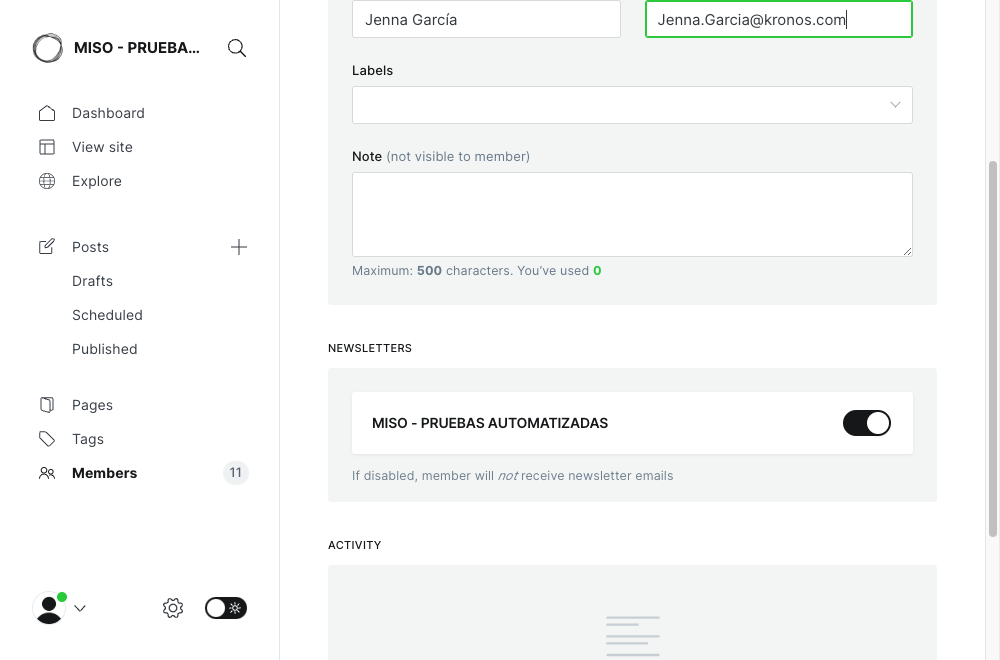 MISO - PRUEBA...
Dashboard
View site
Explore
Posts
Drafts
Scheduled
Published
Pages
Tags
Members 11
Jenna García Jenna.Garcia@kronos.com
Labels
Note (not visible to member)
Maximum: 500 characters. You’ve used 0
NEWSLETTERS
MISO - PRUEBAS AUTOMATIZADAS
If disabled, member will not receive newsletter emails
ACTIVITY